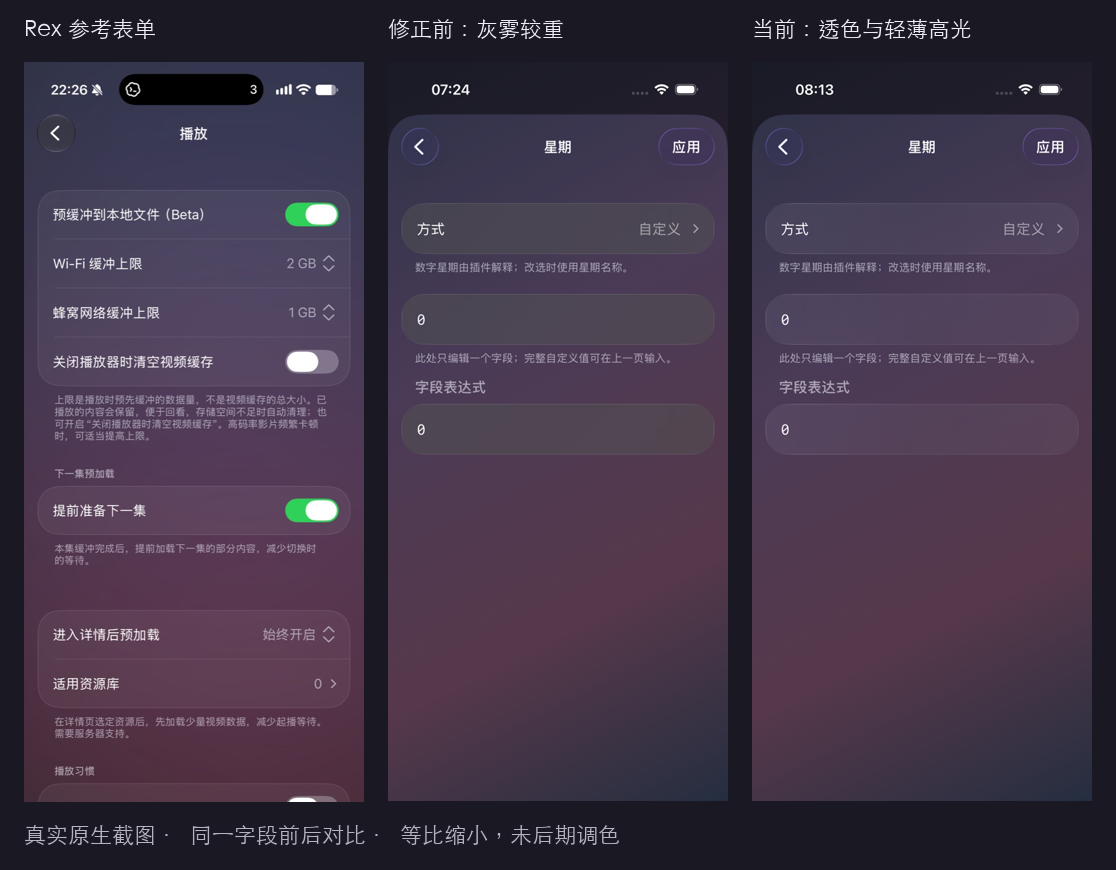 Rex 参考表单
修正前：灰雾较重
当前：透色与轻薄高光
22:26
3
播放
预缓冲到本地文件（Beta）
Wi-Fi 缓冲上限
2 GB
蜂窝网络缓冲上限
1 GB
关闭播放器时清空视频缓存
上限是播放时预先缓冲的数据量，不是视频缓存的总大小。已
播放的内容会保留，便于回看，存储空间不足时自动清理；也
可开启“关闭播放器时清空视频缓存”。高码率影片频繁卡顿
时，可适当提高上限。
下一集预加载
提前准备下一集
本集缓冲完成后，提前加载下一集的部分内容，减少切换时
的等待。
进入详情后预加载
始终开启
适用资源库
0
在详情页选定资源后，先加载少量视频数据，减少起播等待。
需要服务器支持。
播放习惯
07:24
星期
应用
方式
自定义
数字星期由插件解释；改选时使用星期名称。
0
此处只编辑一个字段；完整自定义值可在上一页输入。
字段表达式
0
08:13
星期
应用
方式
自定义
数字星期由插件解释；改选时使用星期名称。
0
此处只编辑一个字段；完整自定义值可在上一页输入。
字段表达式
0
真实原生截图 · 同一字段前后对比 · 等比缩小，未后期调色